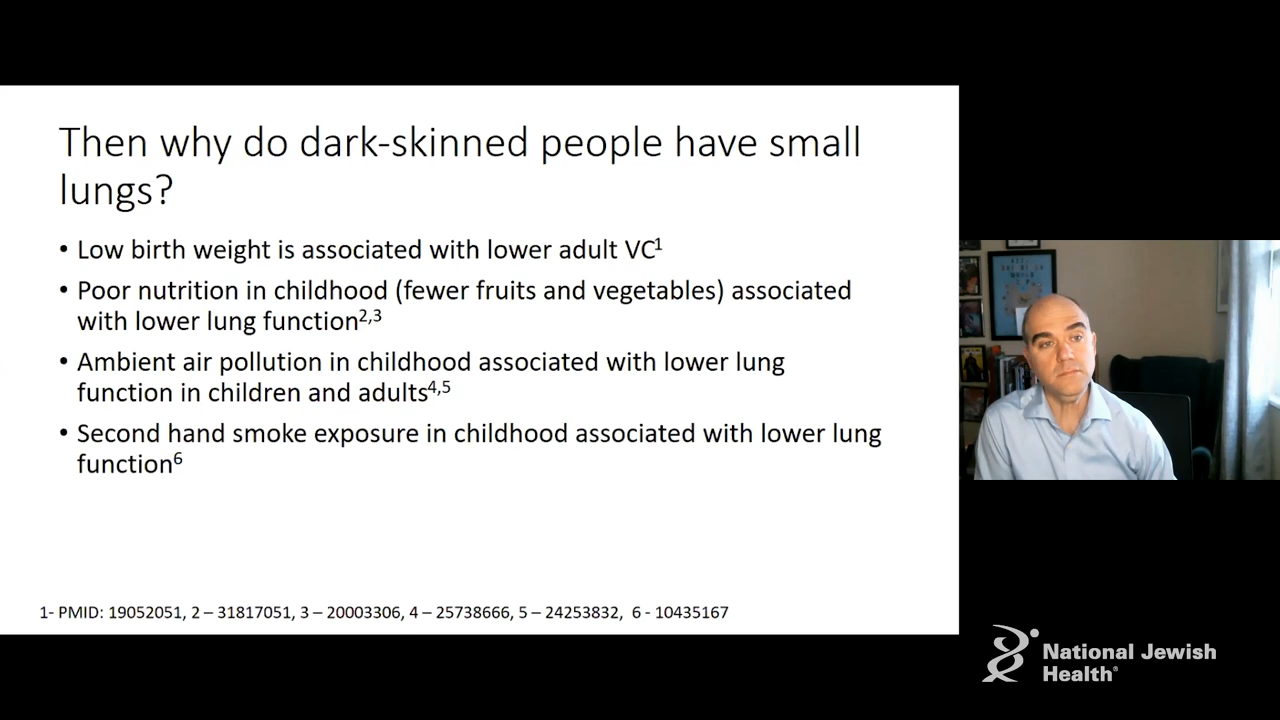 Then why do dark-skinned people have small
lungs?
• Low birth weight is associated with lower adult VC1
• Poor nutrition in childhood (fewer fruits and vegetables) associated
with lower lung function2,3
• Ambient air pollution in childhood associated with lower lung
function in children and adults4,5
• Second hand smoke exposure in childhood associated with lower lung
function6
1- PMID: 19052051, 2 – 31817051, 3 – 20003306, 4 – 25738666, 5 – 24253832,  6 - 10435167
National Jewish
Health®